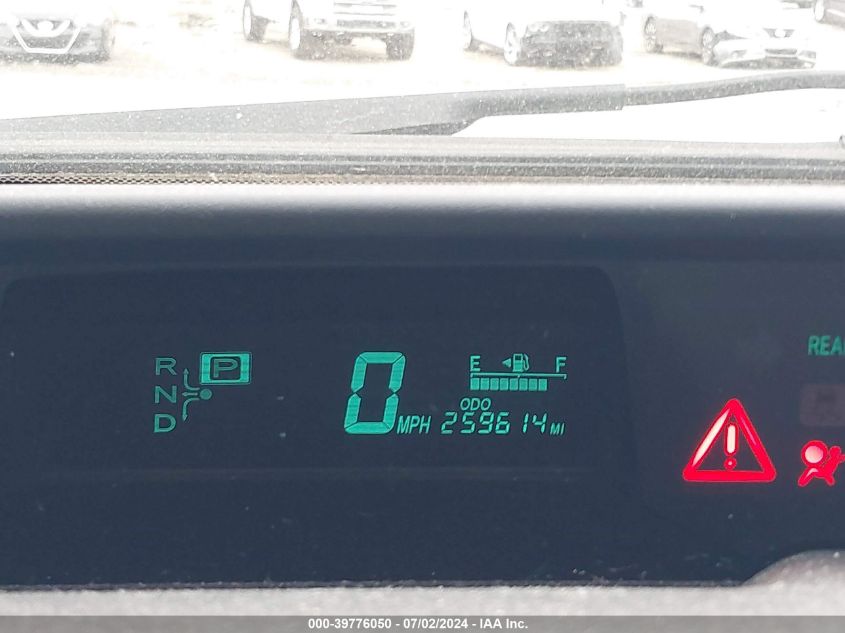 REA
R P
E F
N
ODO
D
0 MPH 259614 MI
000-39776050 - 07/02/2024 - IAA Inc.